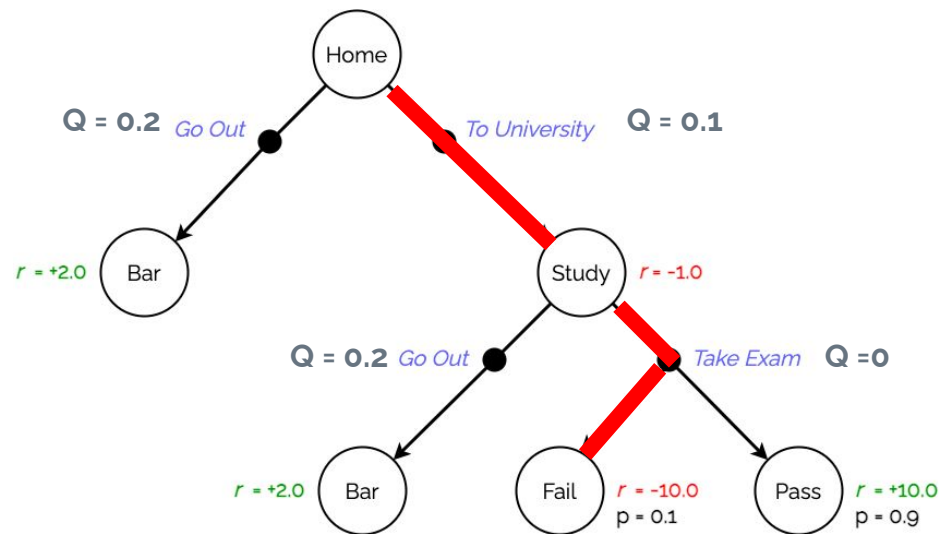 Home
Q = 0.2 Go Out To University Q = 0.1
r = +2.0 Bar Study r = -1.0
Q = 0.2 Go Out Take Exam Q =0
r = +2.0 Bar Fail r = -10.0 Pass r = +10.0
p = 0.1 p = 0.9